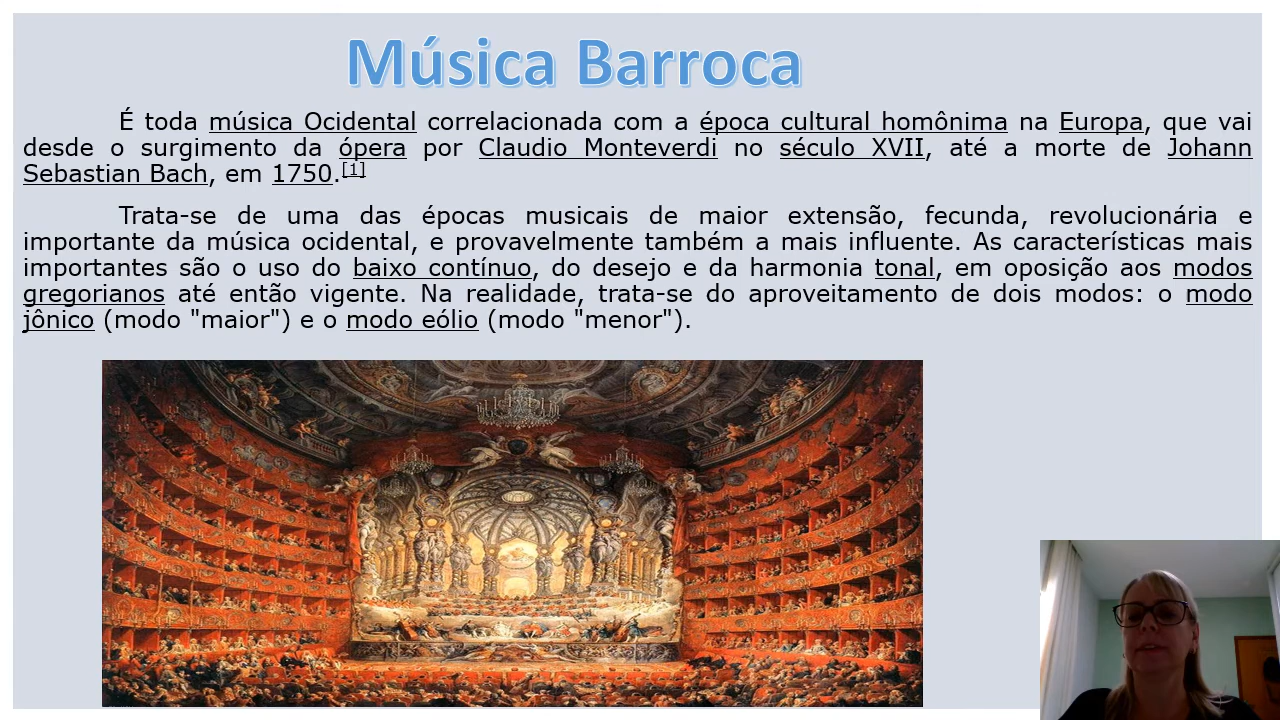 Música Barroca
É toda música Ocidental correlacionada com a época cultural homônima na Europa, que vai
desde o surgimento da ópera por Claudio Monteverdi no século XVII, até a morte de Johann
Sebastian Bach, em 1750.[1]
Trata-se de uma das épocas musicais de maior extensão, fecunda, revolucionária e
importante da música ocidental, e provavelmente também a mais influente. As características mais
importantes são o uso do baixo contínuo, do desejo e da harmonia tonal, em oposição aos modos
gregorianos até então vigente. Na realidade, trata-se do aproveitamento de dois modos: o modo
jônico (modo "maior") e o modo eólio (modo "menor").